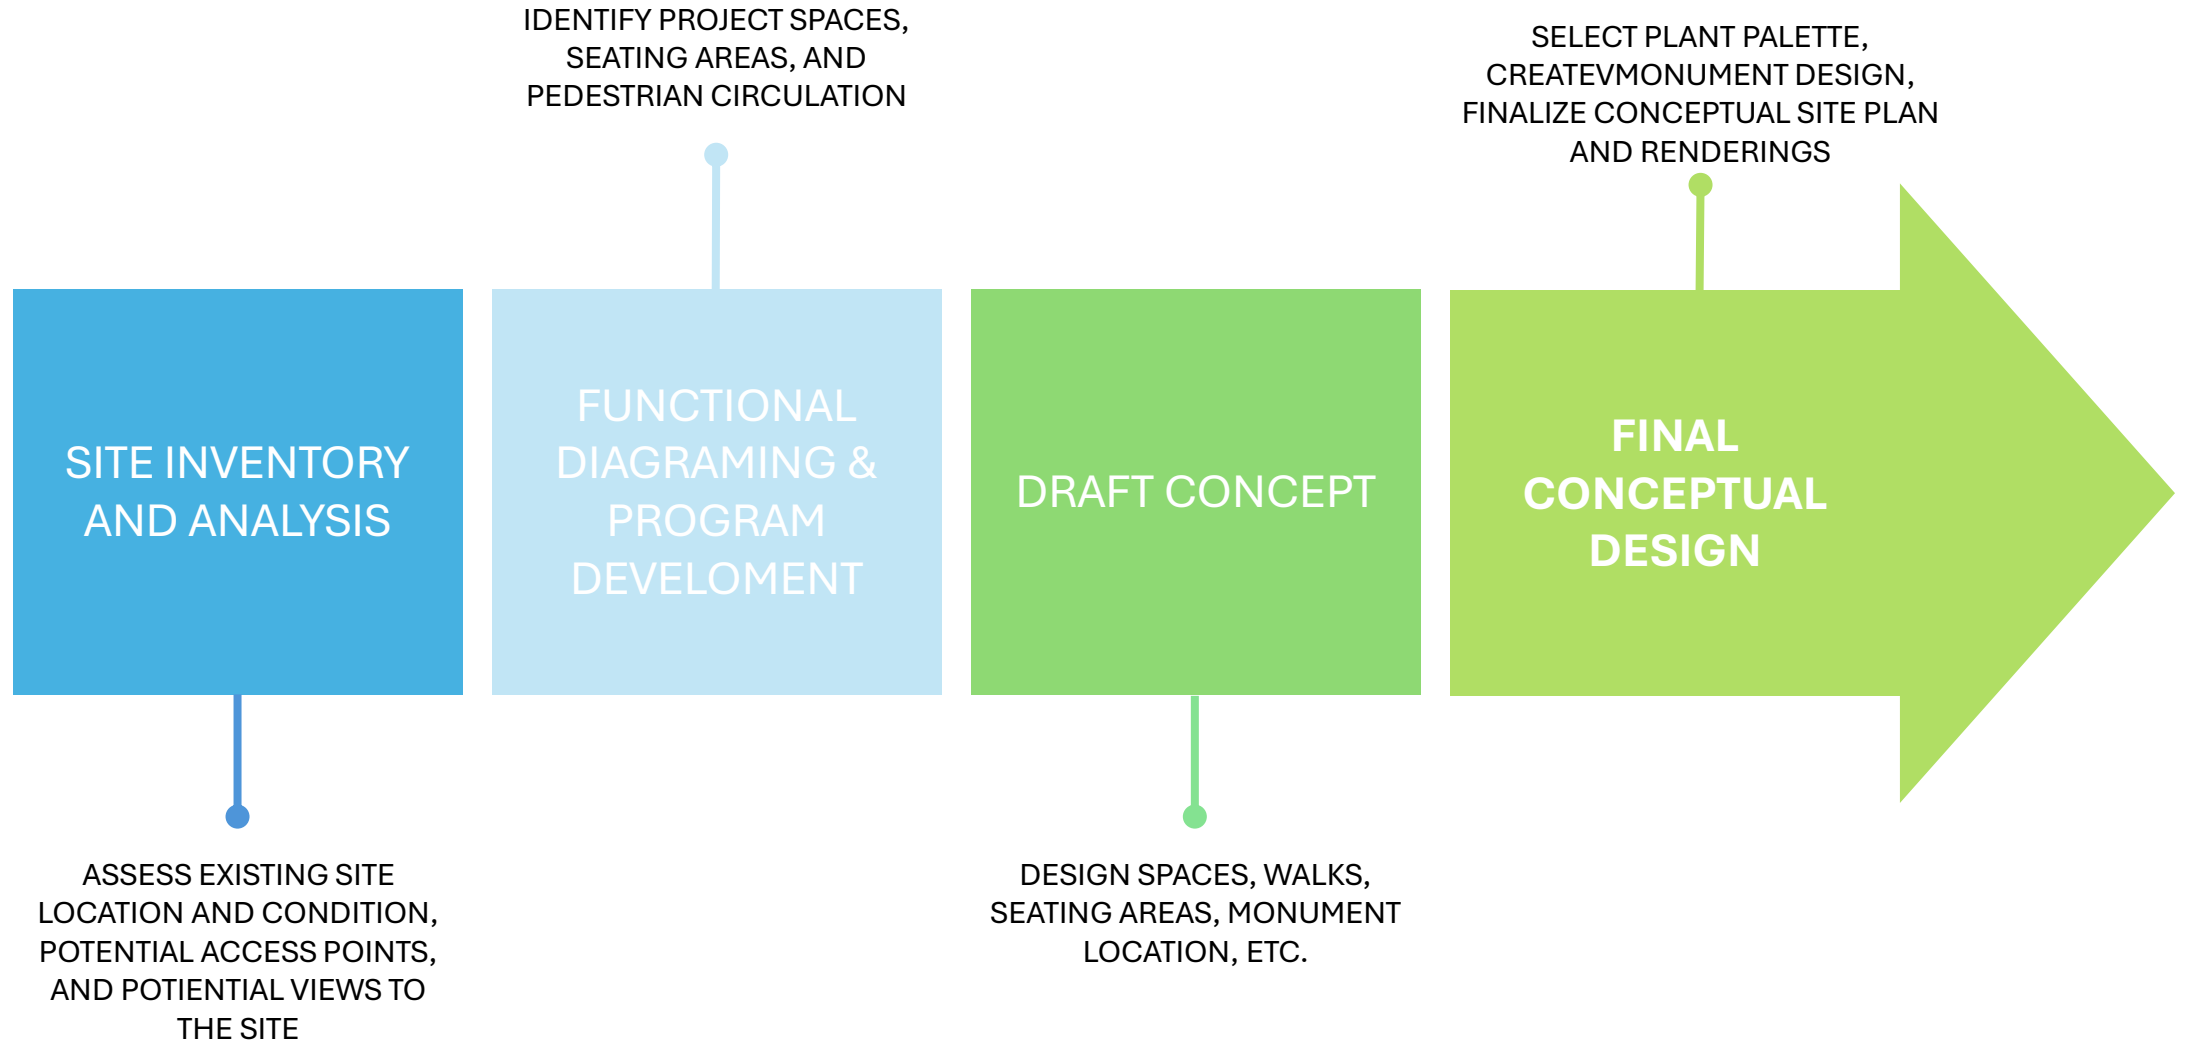 IDENTIFY PROJECT SPACES,
SEATING AREAS, AND
PEDESTRIAN CIRCULATION
SELECT PLANT PALETTE,
CREATEVMONUMENT DESIGN,
FINALIZE CONCEPTUAL SITE PLAN
AND RENDERINGS
SITE INVENTORY
AND ANALYSIS
FUNCTIONAL
DIAGRAMING &
PROGRAM
DEVELOMENT
DRAFT CONCEPT
FINAL
CONCEPTUAL
DESIGN
ASSESS EXISTING SITE
LOCATION AND CONDITION,
POTENTIAL ACCESS POINTS,
AND POTIENTIAL VIEWS TO
THE SITE
DESIGN SPACES, WALKS,
SEATING AREAS, MONUMENT
LOCATION, ETC.